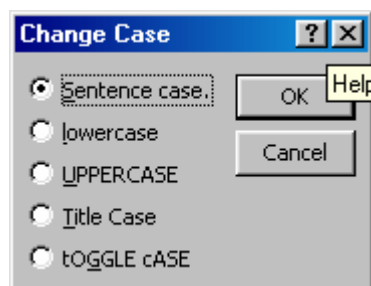 Change Case ? ×
Sentence case.
lowercase
UPPERCASE
Title Case
tOGGLE cASE
OK
Cancel
Help